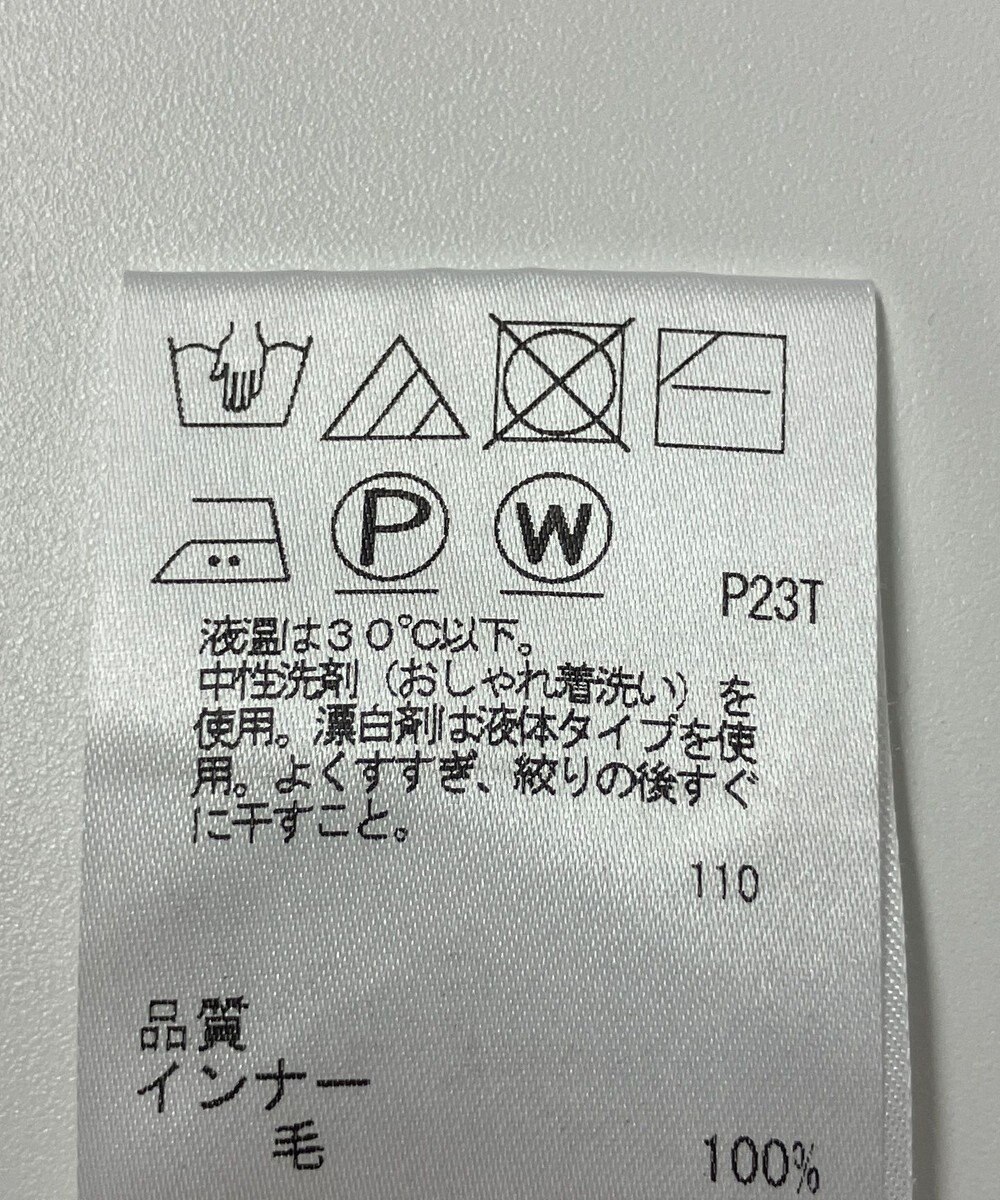 P W
P23T
液温は30℃以下。
中性洗剤（おしゃれ着洗い）を
使用。漂白剤は液体タイプを使
用。よくすすぎ、絞りの後すぐ
に干すこと。
110
品質
インナー
毛 100%